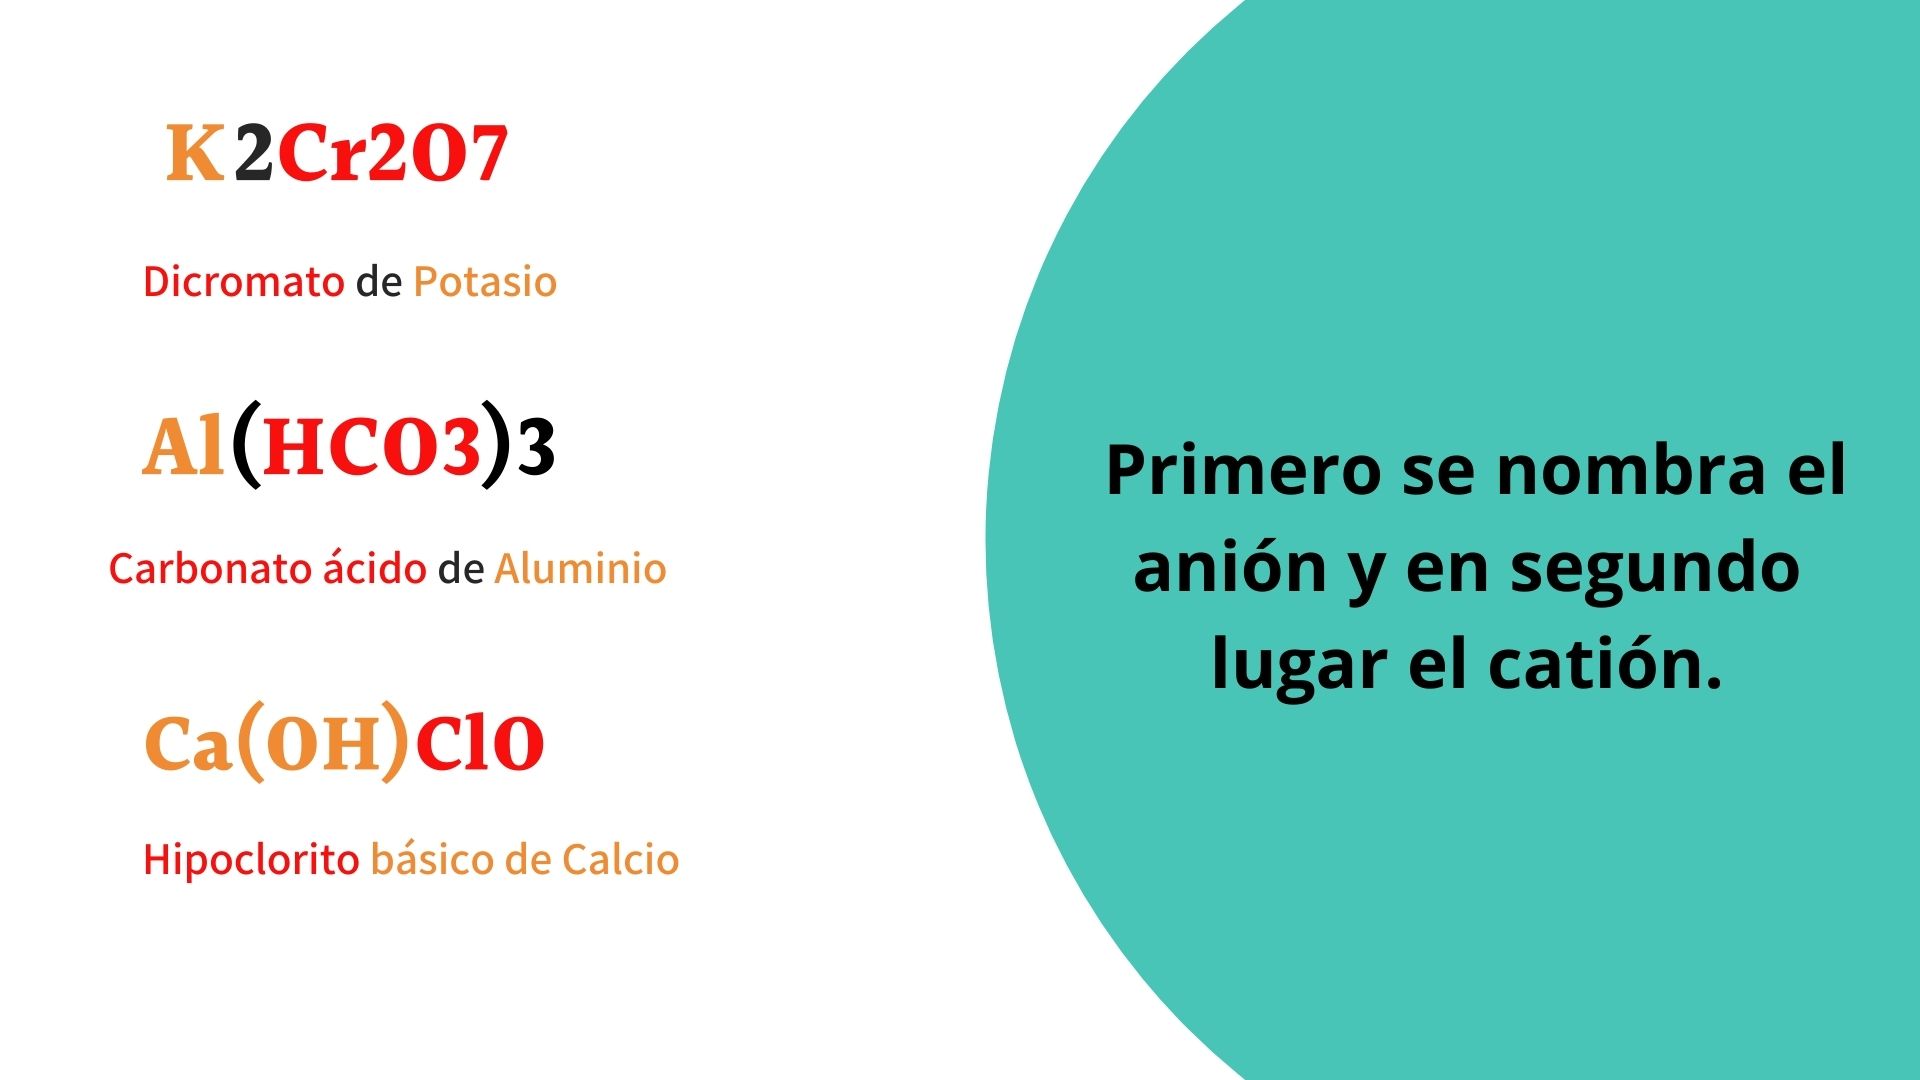 K2Cr2O7
Dicromato de Potasio
Al(HCO3)3
Carbonato ácido de Aluminio
Ca(OH)ClO
Hipoclorito básico de Calcio
Primero se nombra el
anión y en segundo
lugar el catión.